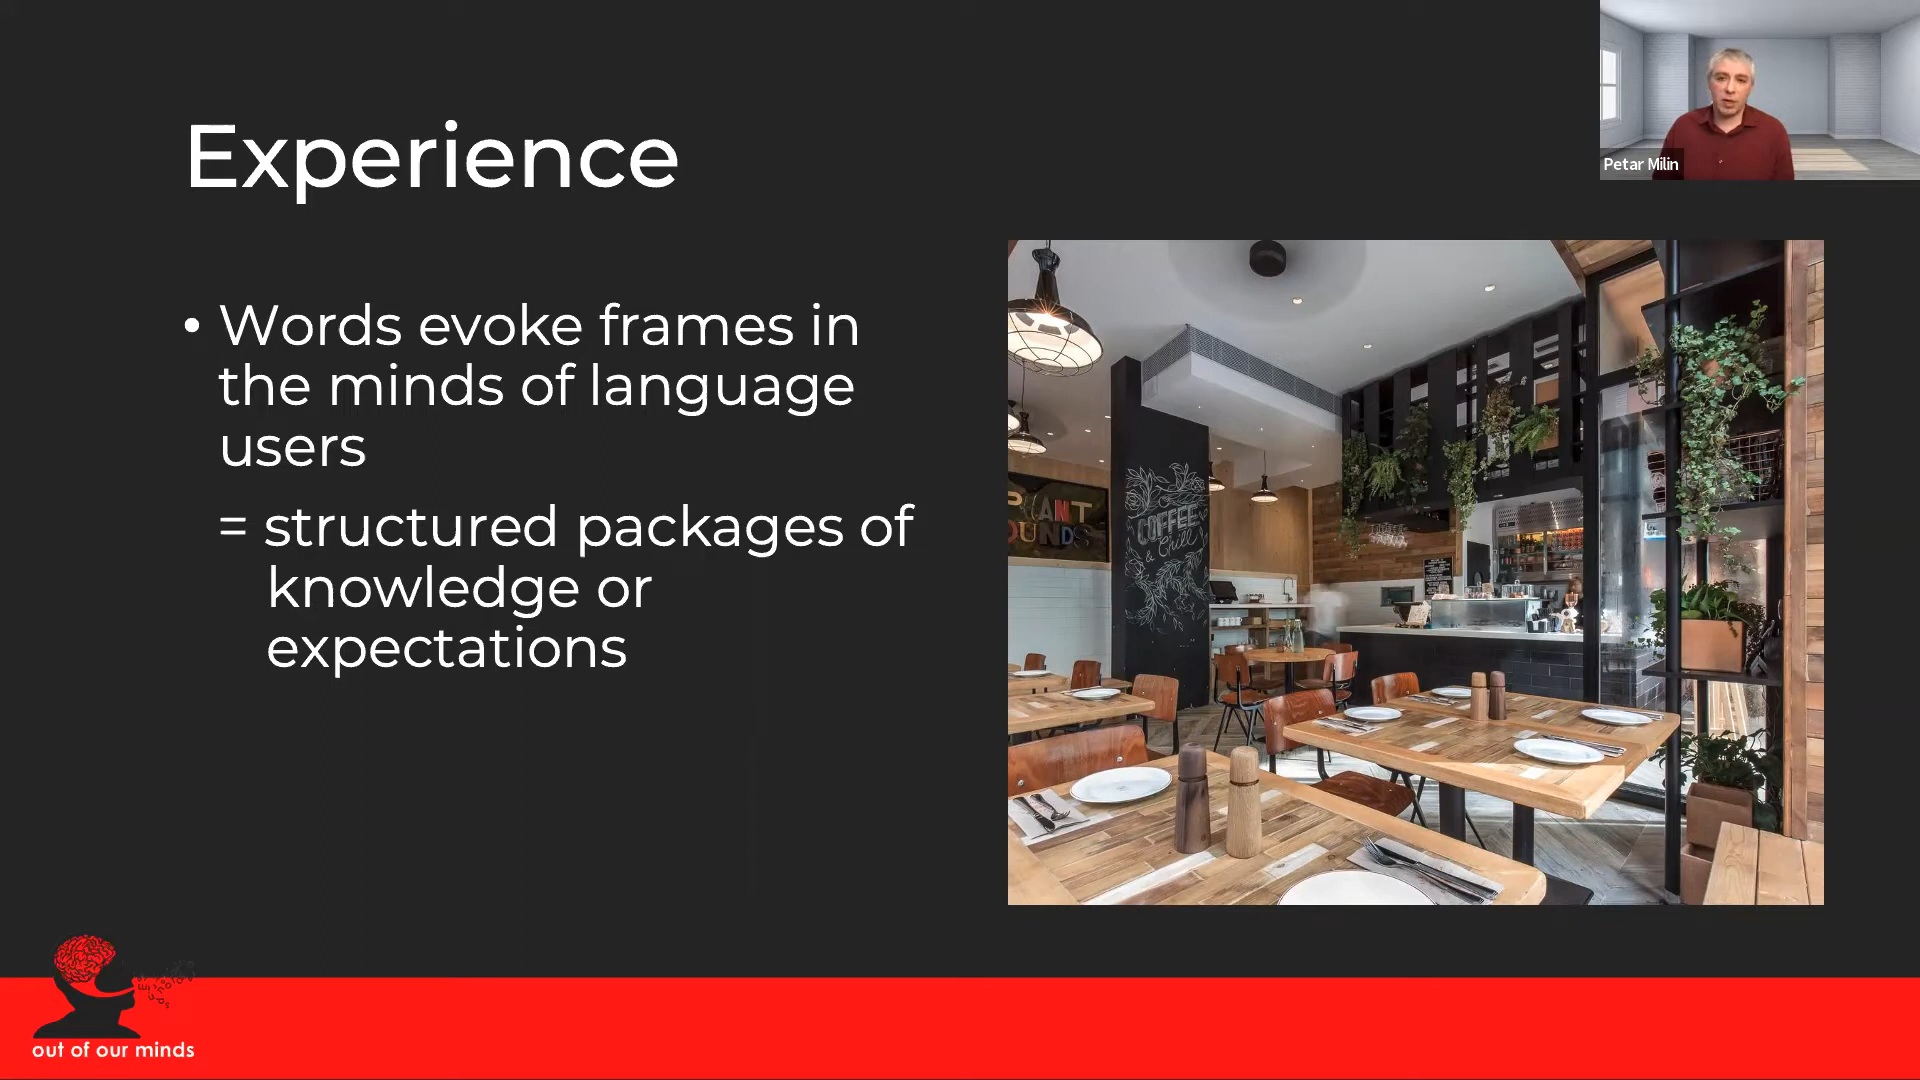 Experience
Petar Milin
• Words evoke frames in
the minds of language
users
= structured packages of
knowledge or
expectations
COFFEE
& Chill
out of our minds